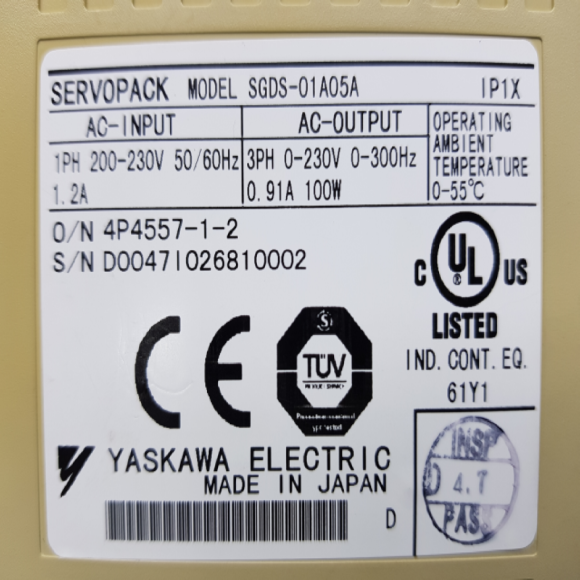 SERVOPACK MODEL SGDS-01A05A IP1X
AC-INPUT
1PH 200-230V 50/60Hz
1.2A
AC-OUTPUT
3PH 0-230V 0-300Hz
0.91A 100W
OPERATING
AMBIENT
TEMPERATURE
0-55℃
O/N 4P4557-1-2
S/N D0047I026810002
C UL US
®
LISTED
IND. CONT. EQ.
61Y1
CE
S
TÜV
YASKAWA ELECTRIC
MADE IN JAPAN
D
INSP
D 4.7
PASS